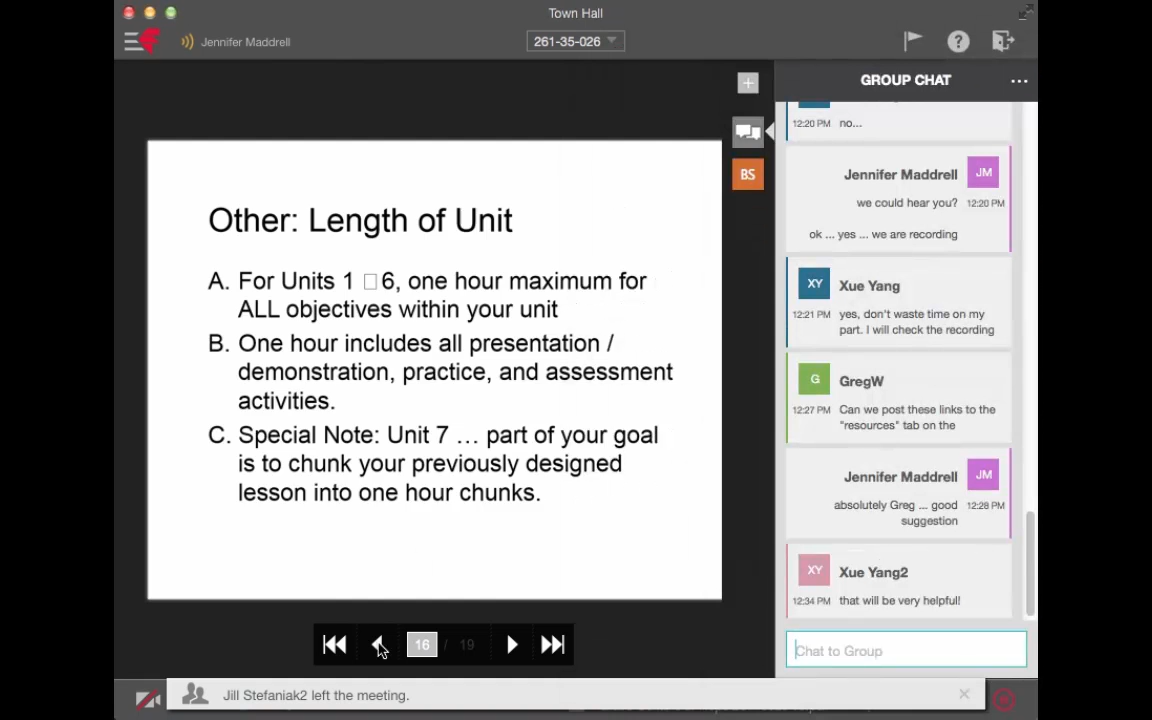 Town Hall
Jennifer Maddrell
261-35-026
?
GROUP CHAT
Other: Length of Unit
A. For Units 1 □6, one hour maximum for
ALL objectives within your unit
B. One hour includes all presentation /
demonstration, practice, and assessment
activities.
C. Special Note: Unit 7 … part of your goal
is to chunk your previously designed
lesson into one hour chunks.
16 / 19
BS
12:20 PM no...
Jennifer Maddrell JM
we could hear you? 12:20 PM
ok ... yes ... we are recording
XY Xue Yang
12:21 PM yes, don't waste time on my
part. I will check the recording
G GregW
12:27 PM Can we post these links to the
"resources" tab on the
Jennifer Maddrell JM
absolutely Greg ... good 12:28 PM
suggestion
XY Xue Yang2
12:34 PM that will be very helpful!
Chat to Group
Jill Stefaniak2 left the meeting.